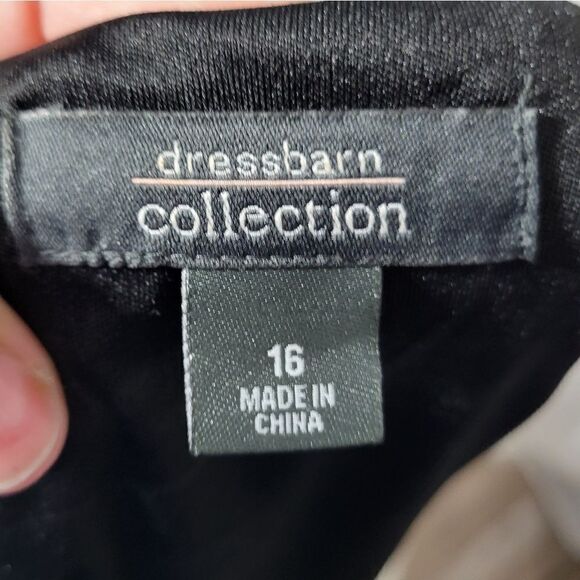 dressbarn
collection
16
MADE IN
CHINA